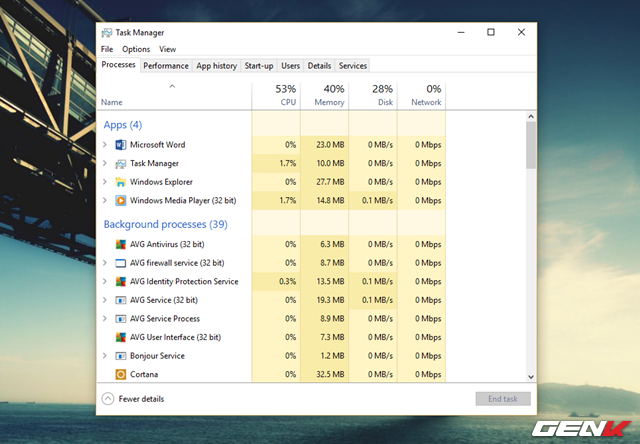 Task Manager
File Options View
Processes Performance App history Start-up Users Details Services
53% 40% 28% 0%
Name CPU Memory Disk Network
Apps (4)
Microsoft Word 0% 23.0 MB 0 MB/s 0 Mbps
Task Manager 1.7% 10.0 MB 0 MB/s 0 Mbps
Windows Explorer 0% 27.7 MB 0 MB/s 0 Mbps
Windows Media Player (32 bit) 1.7% 14.8 MB 0.1 MB/s 0 Mbps
Background processes (39)
AVG Antivirus (32 bit) 0% 6.3 MB 0 MB/s 0 Mbps
AVG firewall service (32 bit) 0% 8.7 MB 0 MB/s 0 Mbps
AVG Identity Protection Service 0.3% 13.5 MB 0.1 MB/s 0 Mbps
AVG Service (32 bit) 0% 19.3 MB 0.1 MB/s 0 Mbps
AVG Service Process 0% 8.9 MB 0 MB/s 0 Mbps
AVG User Interface (32 bit) 0% 7.3 MB 0 MB/s 0 Mbps
Bonjour Service 0% 1.2 MB 0 MB/s 0 Mbps
Cortana 0% 32.5 MB 0 MB/s 0 Mbps
Fewer details End task
GENK